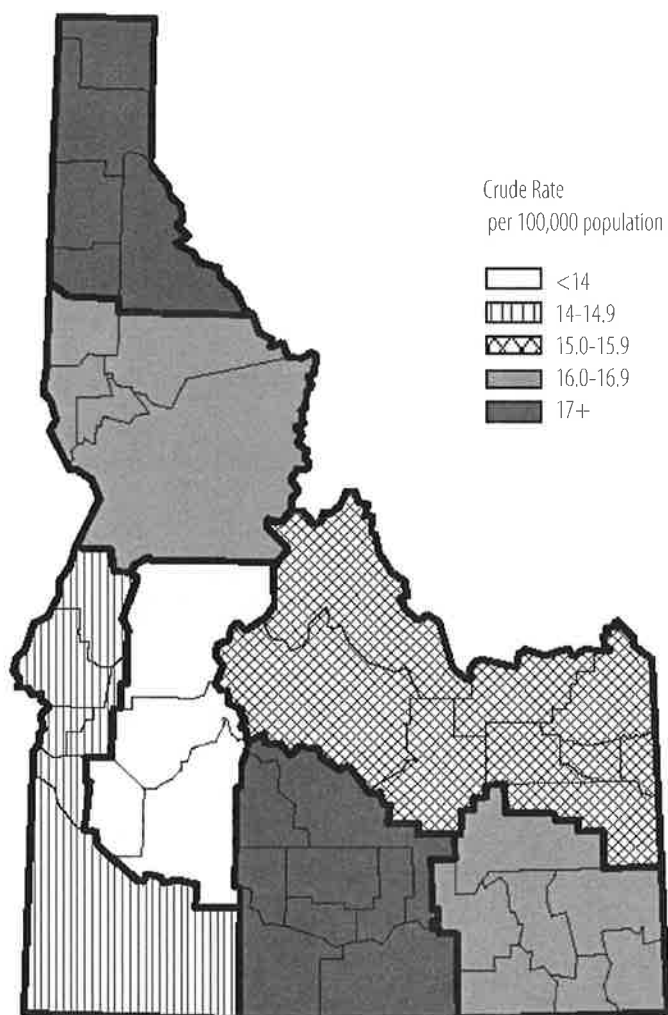 Crude Rate
per 100,000 population
<14
14-14.9
15.0-15.9
16.0-16.9
17+